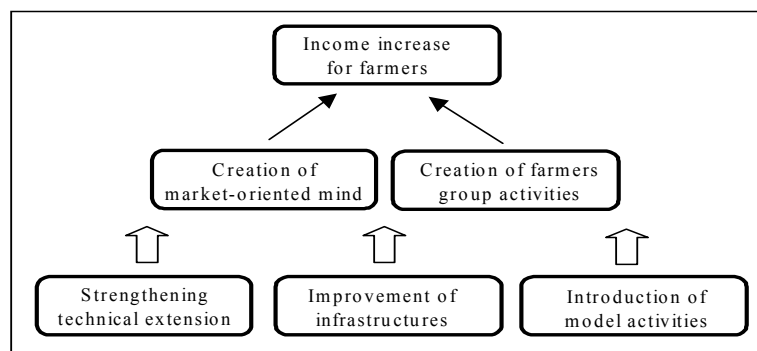 Income increase
for farmers
Creation of
market-oriented mind
Creation of farmers
group activities
Strengthening
technical extension
Improvement of
infrastructures
Introduction of
model activities